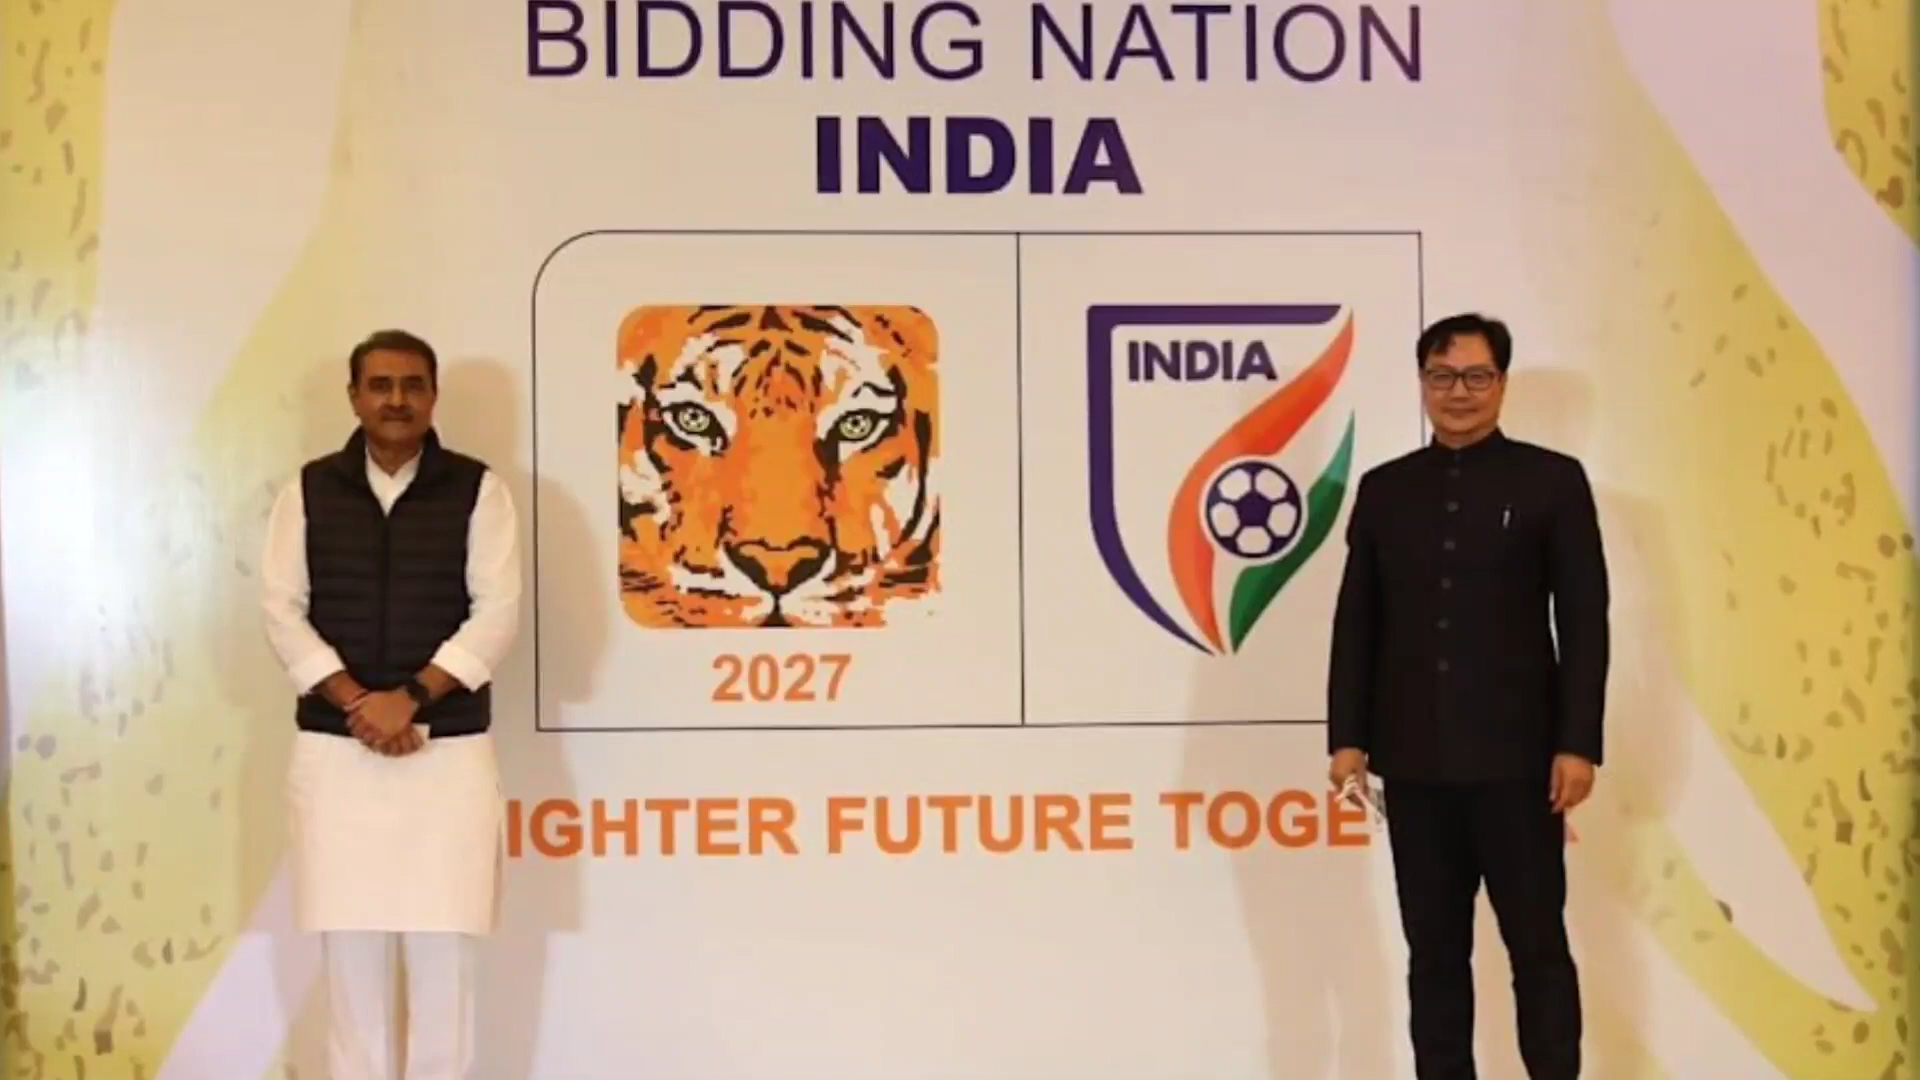 BIDDING NATION
INDIA
INDIA
2027
IGHTER FUTURE TOGE